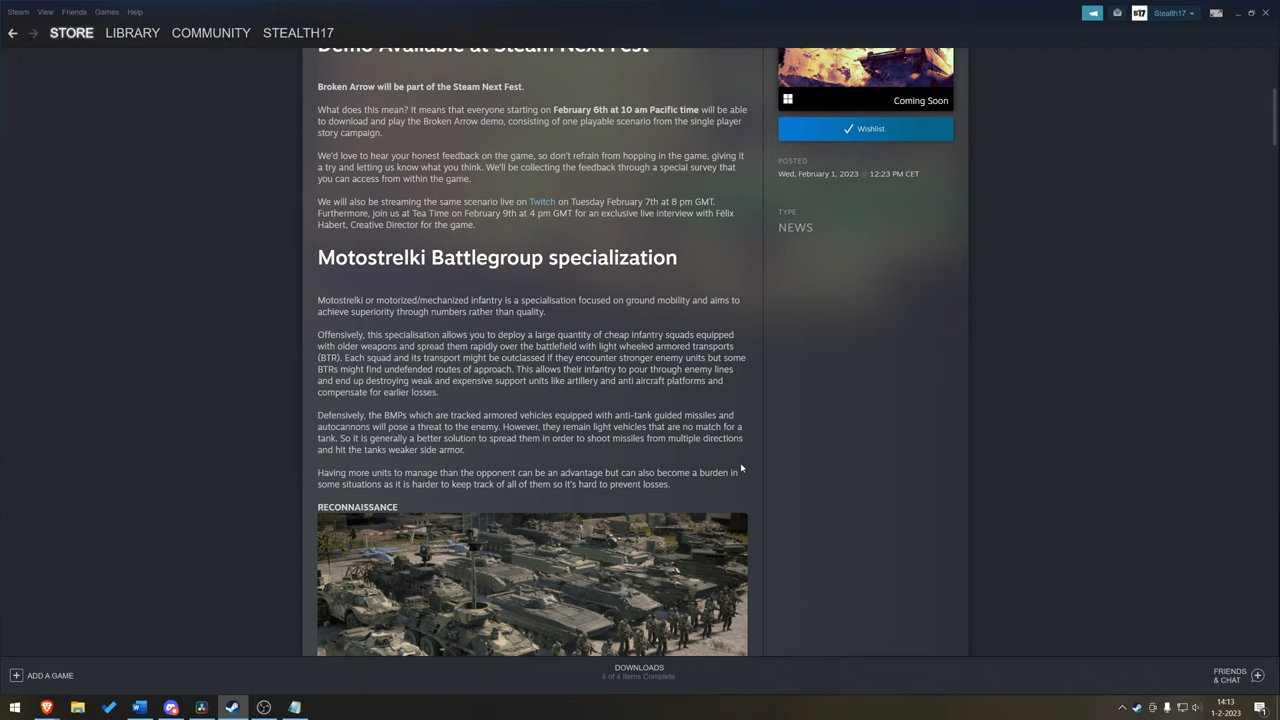 Steam View Friends Games Help
S17 Stealth17
STORE LIBRARY COMMUNITY STEALTH17
Demo Available at Steam Next Fest
Broken Arrow will be part of the Steam Next Fest.
What does this mean? It means that everyone starting on February 6th at 10 am Pacific time will be able
to download and play the Broken Arrow demo, consisting of one playable scenario from the single player
story campaign.
We'd love to hear your honest feedback on the game, so don't refrain from hopping in the game, giving it
a try and letting us know what you think. We'll be collecting the feedback through a special survey that
you can access from within the game.
We will also be streaming the same scenario live on Twitch on Tuesday February 7th at 8 pm GMT.
Furthermore, join us at Tea Time on February 9th at 4 pm GMT for an exclusive live interview with Félix
Habert, Creative Director for the game.
Motostrelki Battlegroup specialization
Motostrelki or motorized/mechanized infantry is a specialisation focused on ground mobility and aims to
achieve superiority through numbers rather than quality.
Offensively, this specialisation allows you to deploy a large quantity of cheap infantry squads equipped
with older weapons and spread them rapidly over the battlefield with light wheeled armored transports
(BTR). Each squad and its transport might be outclassed if they encounter stronger enemy units but some
BTRs might find undefended routes of approach. This allows their infantry to pour through enemy lines
and end up destroying weak and expensive support units like artillery and anti aircraft platforms and
compensate for earlier losses.
Defensively, the BMPs which are tracked armored vehicles equipped with anti-tank guided missiles and
autocannons will pose a threat to the enemy. However, they remain light vehicles that are no match for a
tank. So it is generally a better solution to spread them in order to shoot missiles from multiple directions
and hit the tanks weaker side armor.
Having more units to manage than the opponent can be an advantage but can also become a burden in
some situations as it is harder to keep track of all of them so it's hard to prevent losses.
RECONNAISSANCE
Coming Soon
Wishlist
POSTED
Wed, February 1, 2023 @ 12:23 PM CET
TYPE
NEWS
ADD A GAME
DOWNLOADS
4 of 4 Items Complete
FRIENDS
& CHAT
14:13
1-2-2023